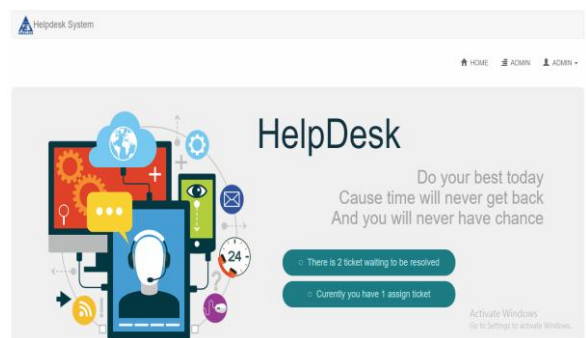 Helpdesk System
HOME ADMIN ADMIN
HelpDesk
Do your best today
Cause time will never get back
And you will never have chance
There is 2 ticket waiting to be resolved
Curently you have 1 assign ticket
24
Activate Windows
Go to Settings to activate Windows.